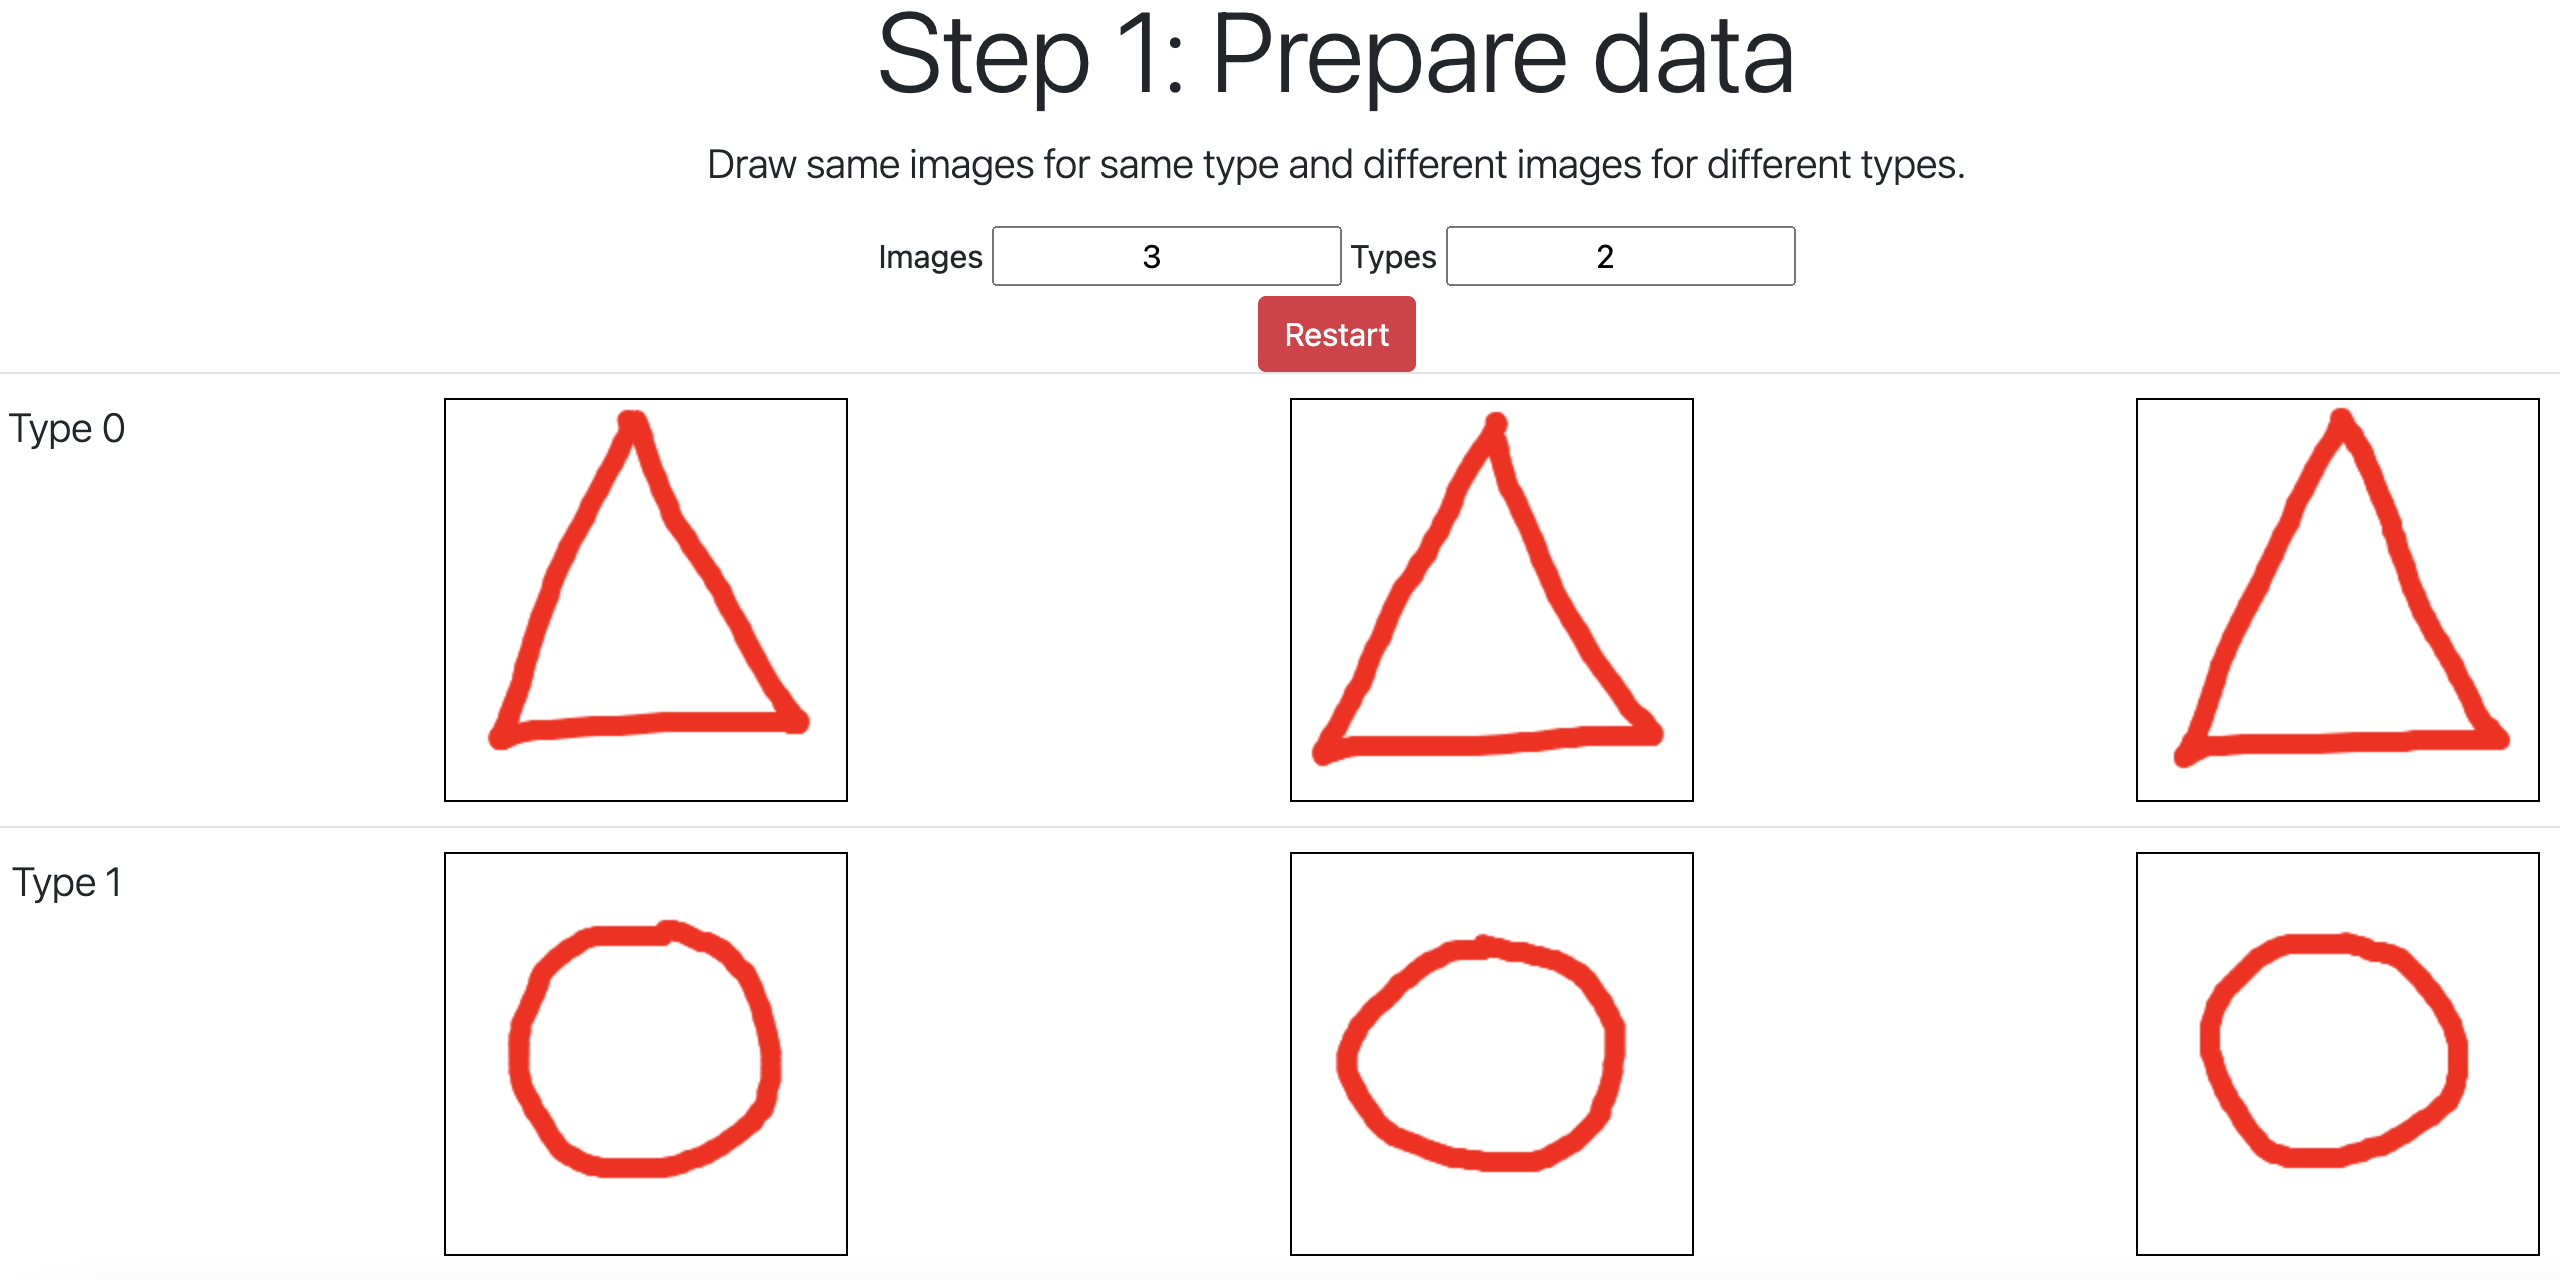 Step 1: Prepare data
Draw same images for same type and different images for different types.
Images 3 Types 2
Restart
Type 0
Type 1